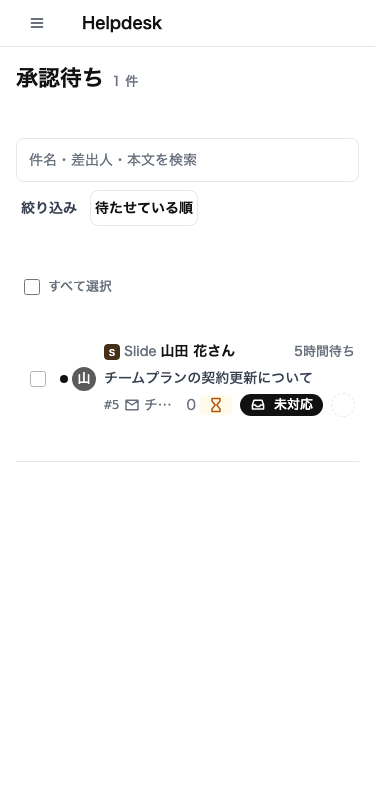 Helpdesk
承認待ち 1 件
件名・差出人・本文を検索
絞り込み 待たせている順
すべて選択
S Slide 山田 花さん 5時間待ち
山 チームプランの契約更新について
#5 チ… 0 未対応